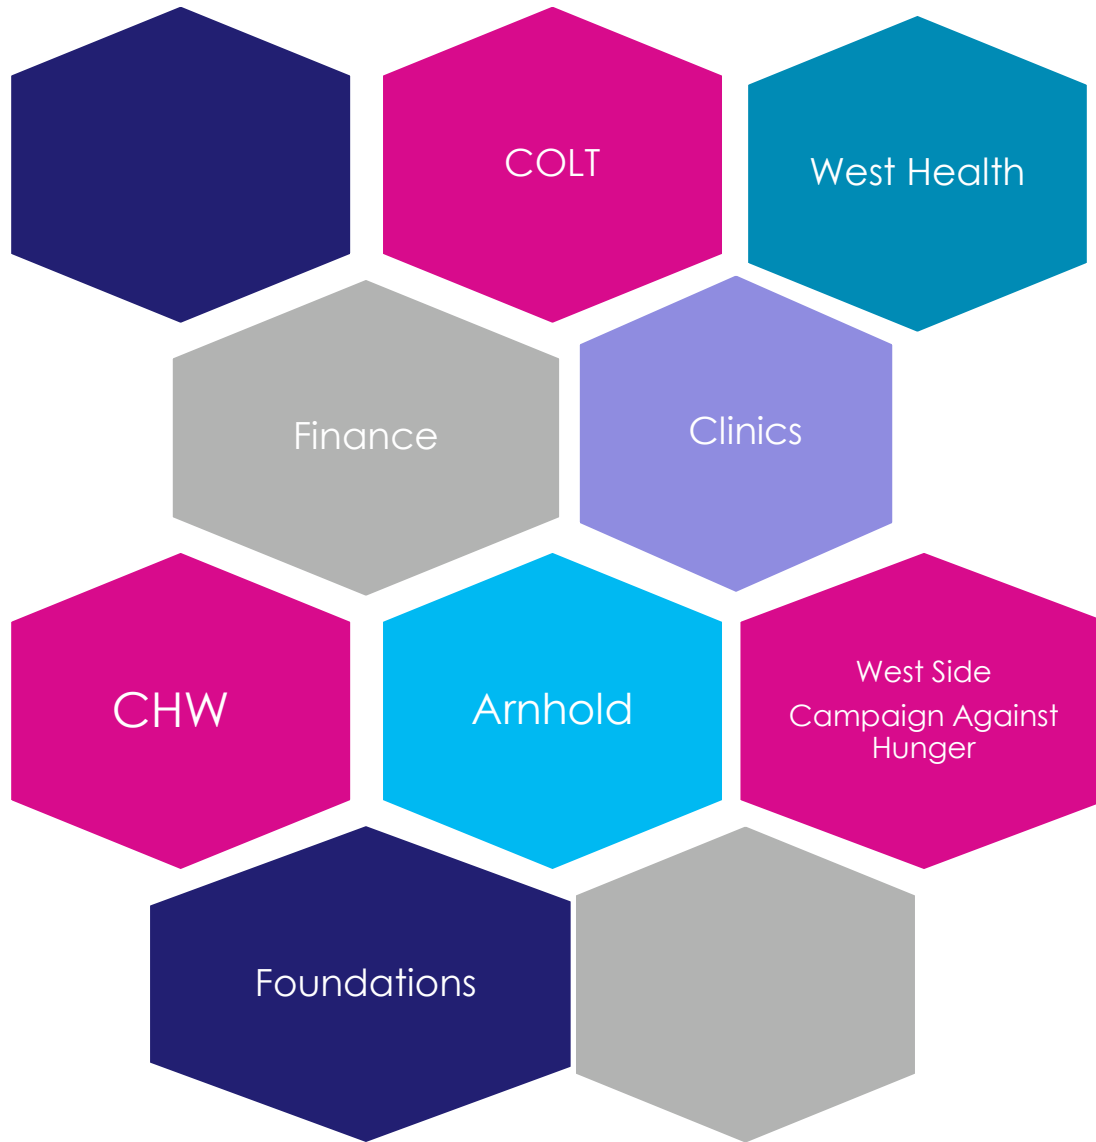 COLT
West Health
Finance
Clinics
CHW
Arnhold
West Side
Campaign Against
Hunger
Foundations